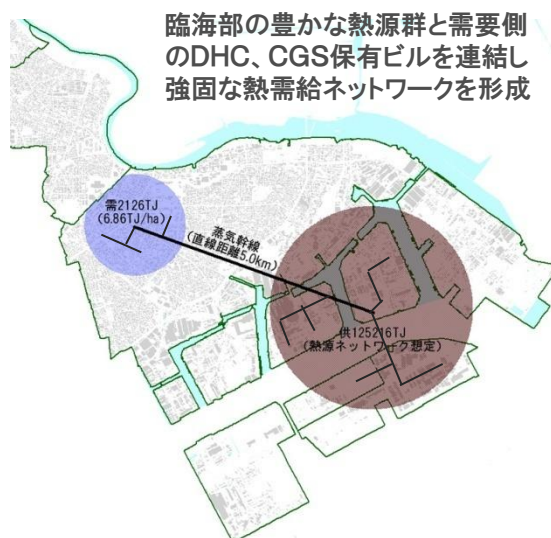 臨海部の豊かな熱源群と需要側
のDHC、CGS保有ビルを連結し
強固な熱需給ネットワークを形成
需2126TJ
(6.86TJ/ha)
蒸気幹線
(直線距離5.0km)
供125216TJ
(熱源ネットワーク想定)